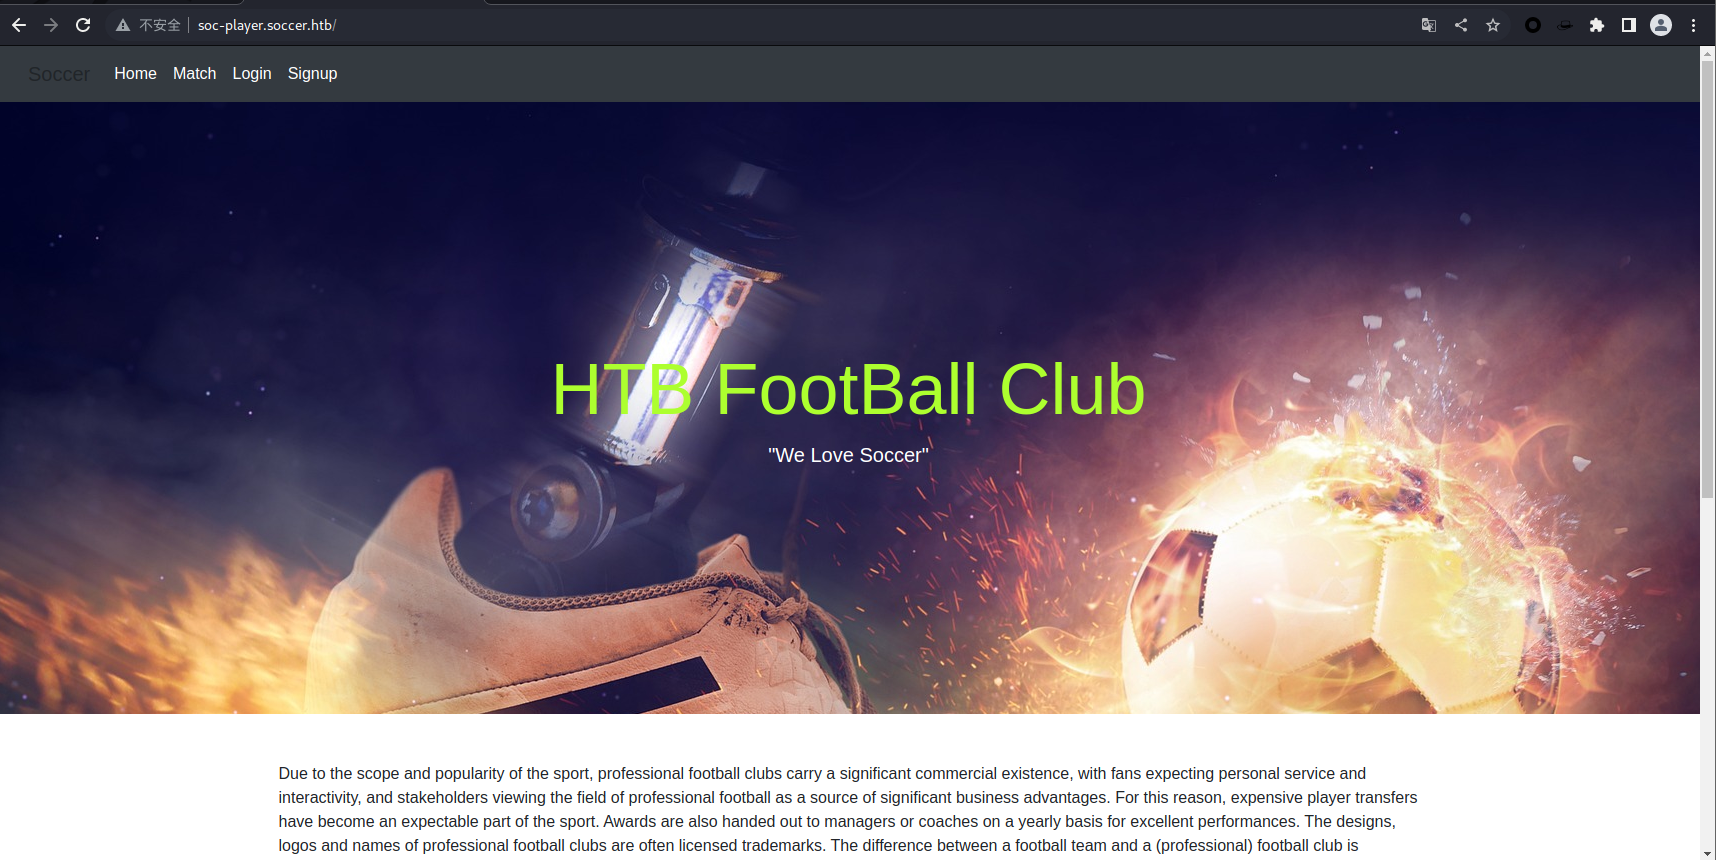 不安全 soc-player.soccer.htb/
Soccer Home Match Login Signup
HTB FootBall Club
"We Love Soccer"
Due to the scope and popularity of the sport, professional football clubs carry a significant commercial existence, with fans expecting personal service and
interactivity, and stakeholders viewing the field of professional football as a source of significant business advantages. For this reason, expensive player transfers
have become an expectable part of the sport. Awards are also handed out to managers or coaches on a yearly basis for excellent performances. The designs,
logos and names of professional football clubs are often licensed trademarks. The difference between a football team and a (professional) football club is